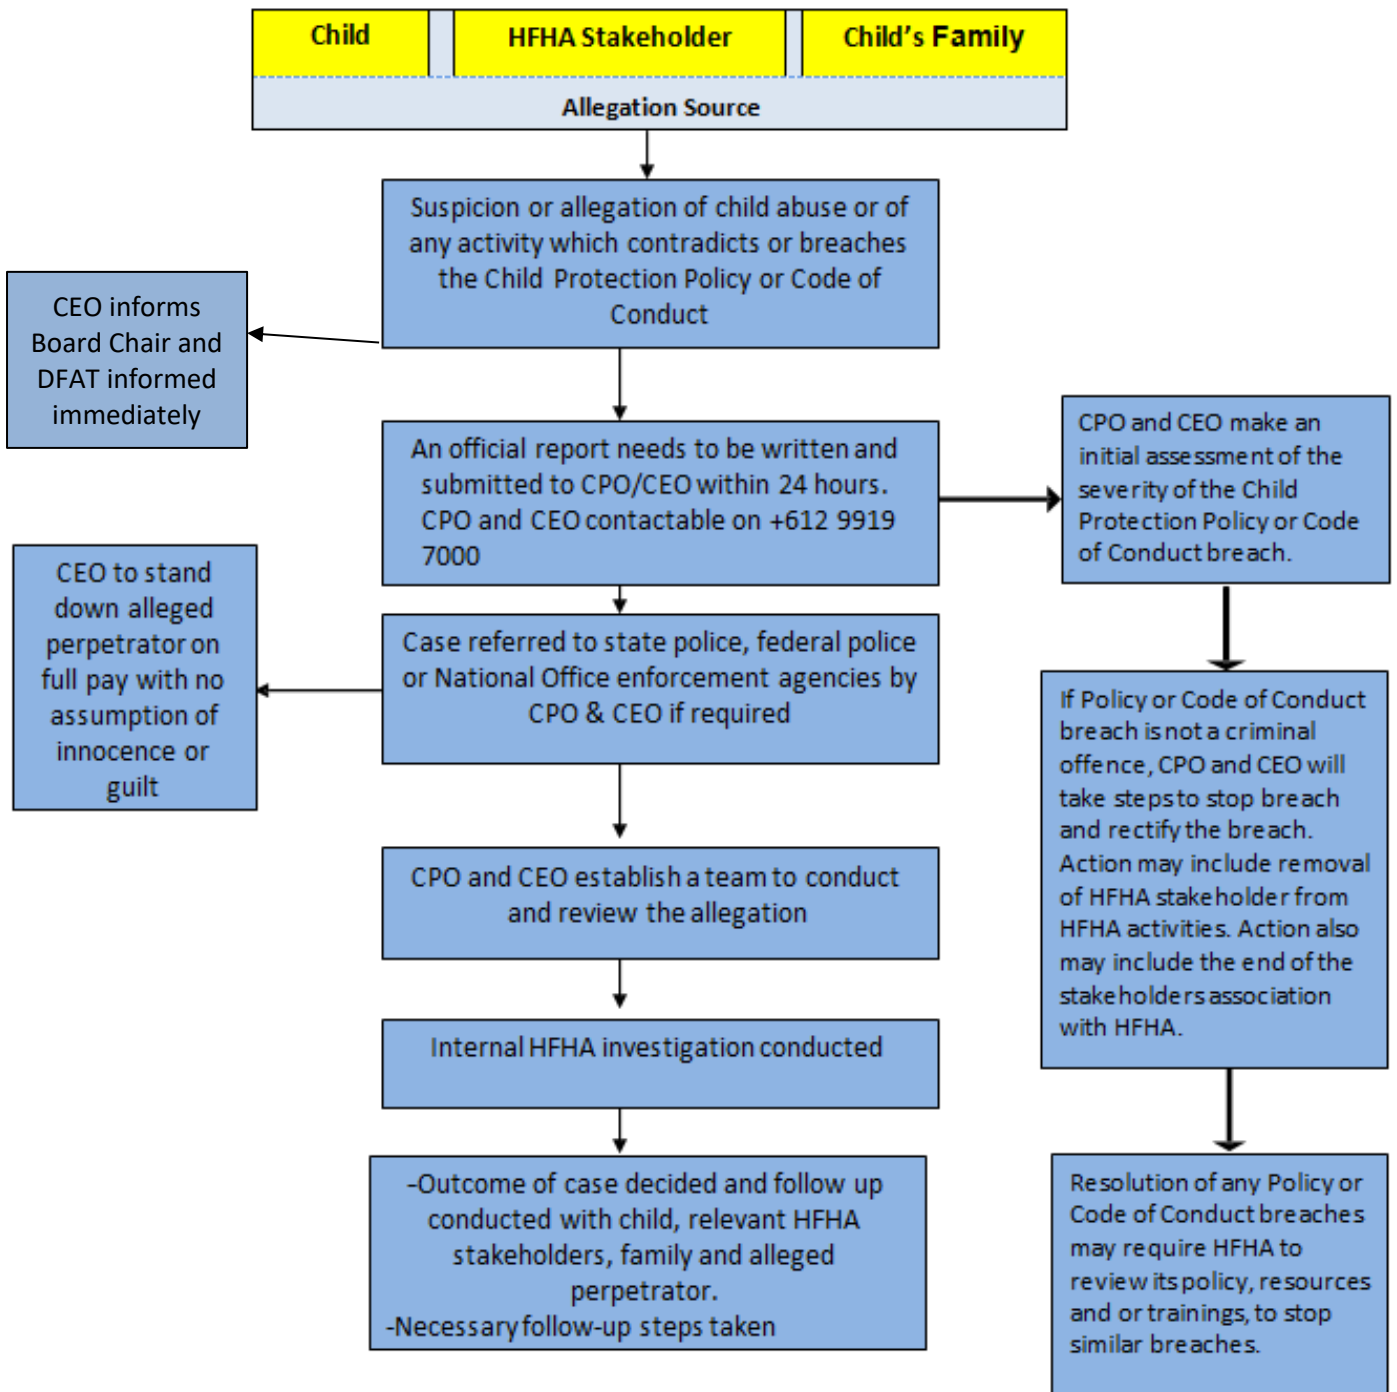 Child
HFHA Stakeholder
Child's Family
Allegation Source
Suspicion or allegation of child abuse or of
any activity which contradicts or breaches
the Child Protection Policy or Code of
Conduct
CEO informs
Board Chair and
DFAT informed
immediately
An official report needs to be written and
submitted to CPO/CEO within 24 hours.
CPO and CEO contactable on +612 9919
7000
CPO and CEO make an
initial assessment of the
severity of the Child
Protection Policy or Code
of Conduct breach.
Case referred to state police, federal police
or National Office enforcement agencies by
CPO & CEO if required
CEO to stand
down alleged
perpetrator on
full pay with no
assumption of
innocence or
guilt
If Policy or Code of Conduct
breach is not a criminal
offence, CPO and CEO will
take steps to stop breach
and rectify the breach.
Action may include removal
of HFHA stakeholder from
HFHA activities. Action also
may include the end of the
stakeholders association
with HFHA.
CPO and CEO establish a team to conduct
and review the allegation
Internal HFHA investigation conducted
-Outcome of case decided and follow up
conducted with child, relevant HFHA
stakeholders, family and alleged
perpetrator.
-Necessary follow-up steps taken
Resolution of any Policy or
Code of Conduct breaches
may require HFHA to
review its policy, resources
and or trainings, to stop
similar breaches.